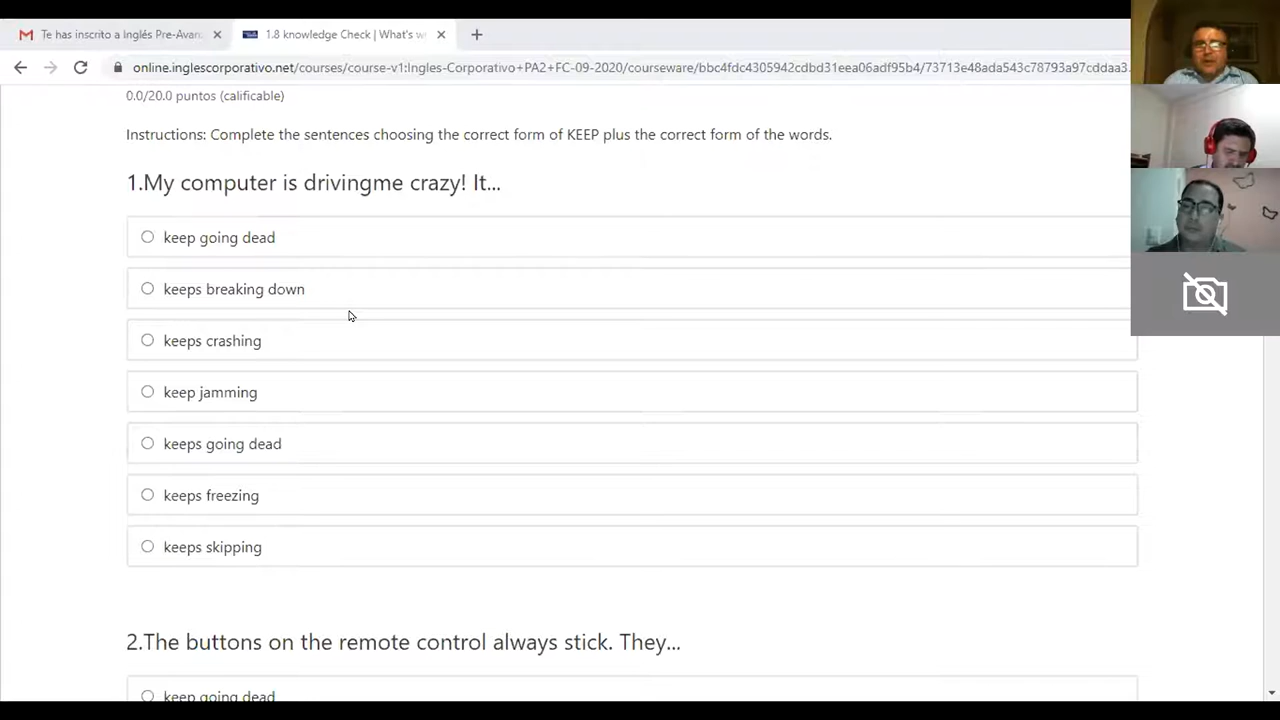 Te has inscrito a Inglés Pre-Avan
1.8 knowledge Check | What's w
online.inglescorporativo.net/courses/course-v1:Ingles-Corporativo+PA2+FC-09-2020/courseware/bbc4fdc4305942cdbd31eea06adf95b4/73713e48ada543c78793a97cddaa3...
0.0/20.0 puntos (calificable)
Instructions: Complete the sentences choosing the correct form of KEEP plus the correct form of the words.
1.My computer is drivingme crazy! It...
keep going dead
keeps breaking down
keeps crashing
keep jamming
keeps going dead
keeps freezing
keeps skipping
2.The buttons on the remote control always stick. They...
keep going dead